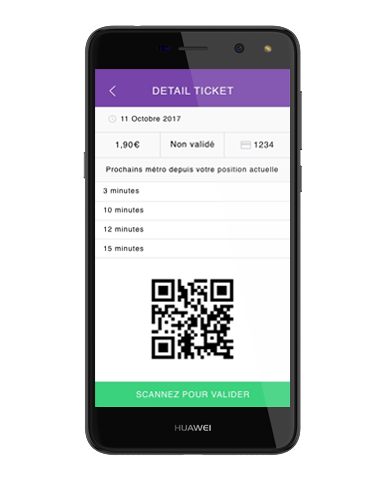 DETAIL TICKET
11 Octobre 2017
1,90€ Non validé 1234
Prochains métro depuis votre position actuelle
3 minutes
10 minutes
12 minutes
15 minutes
SCANNEZ POUR VALIDER
HUAWEI